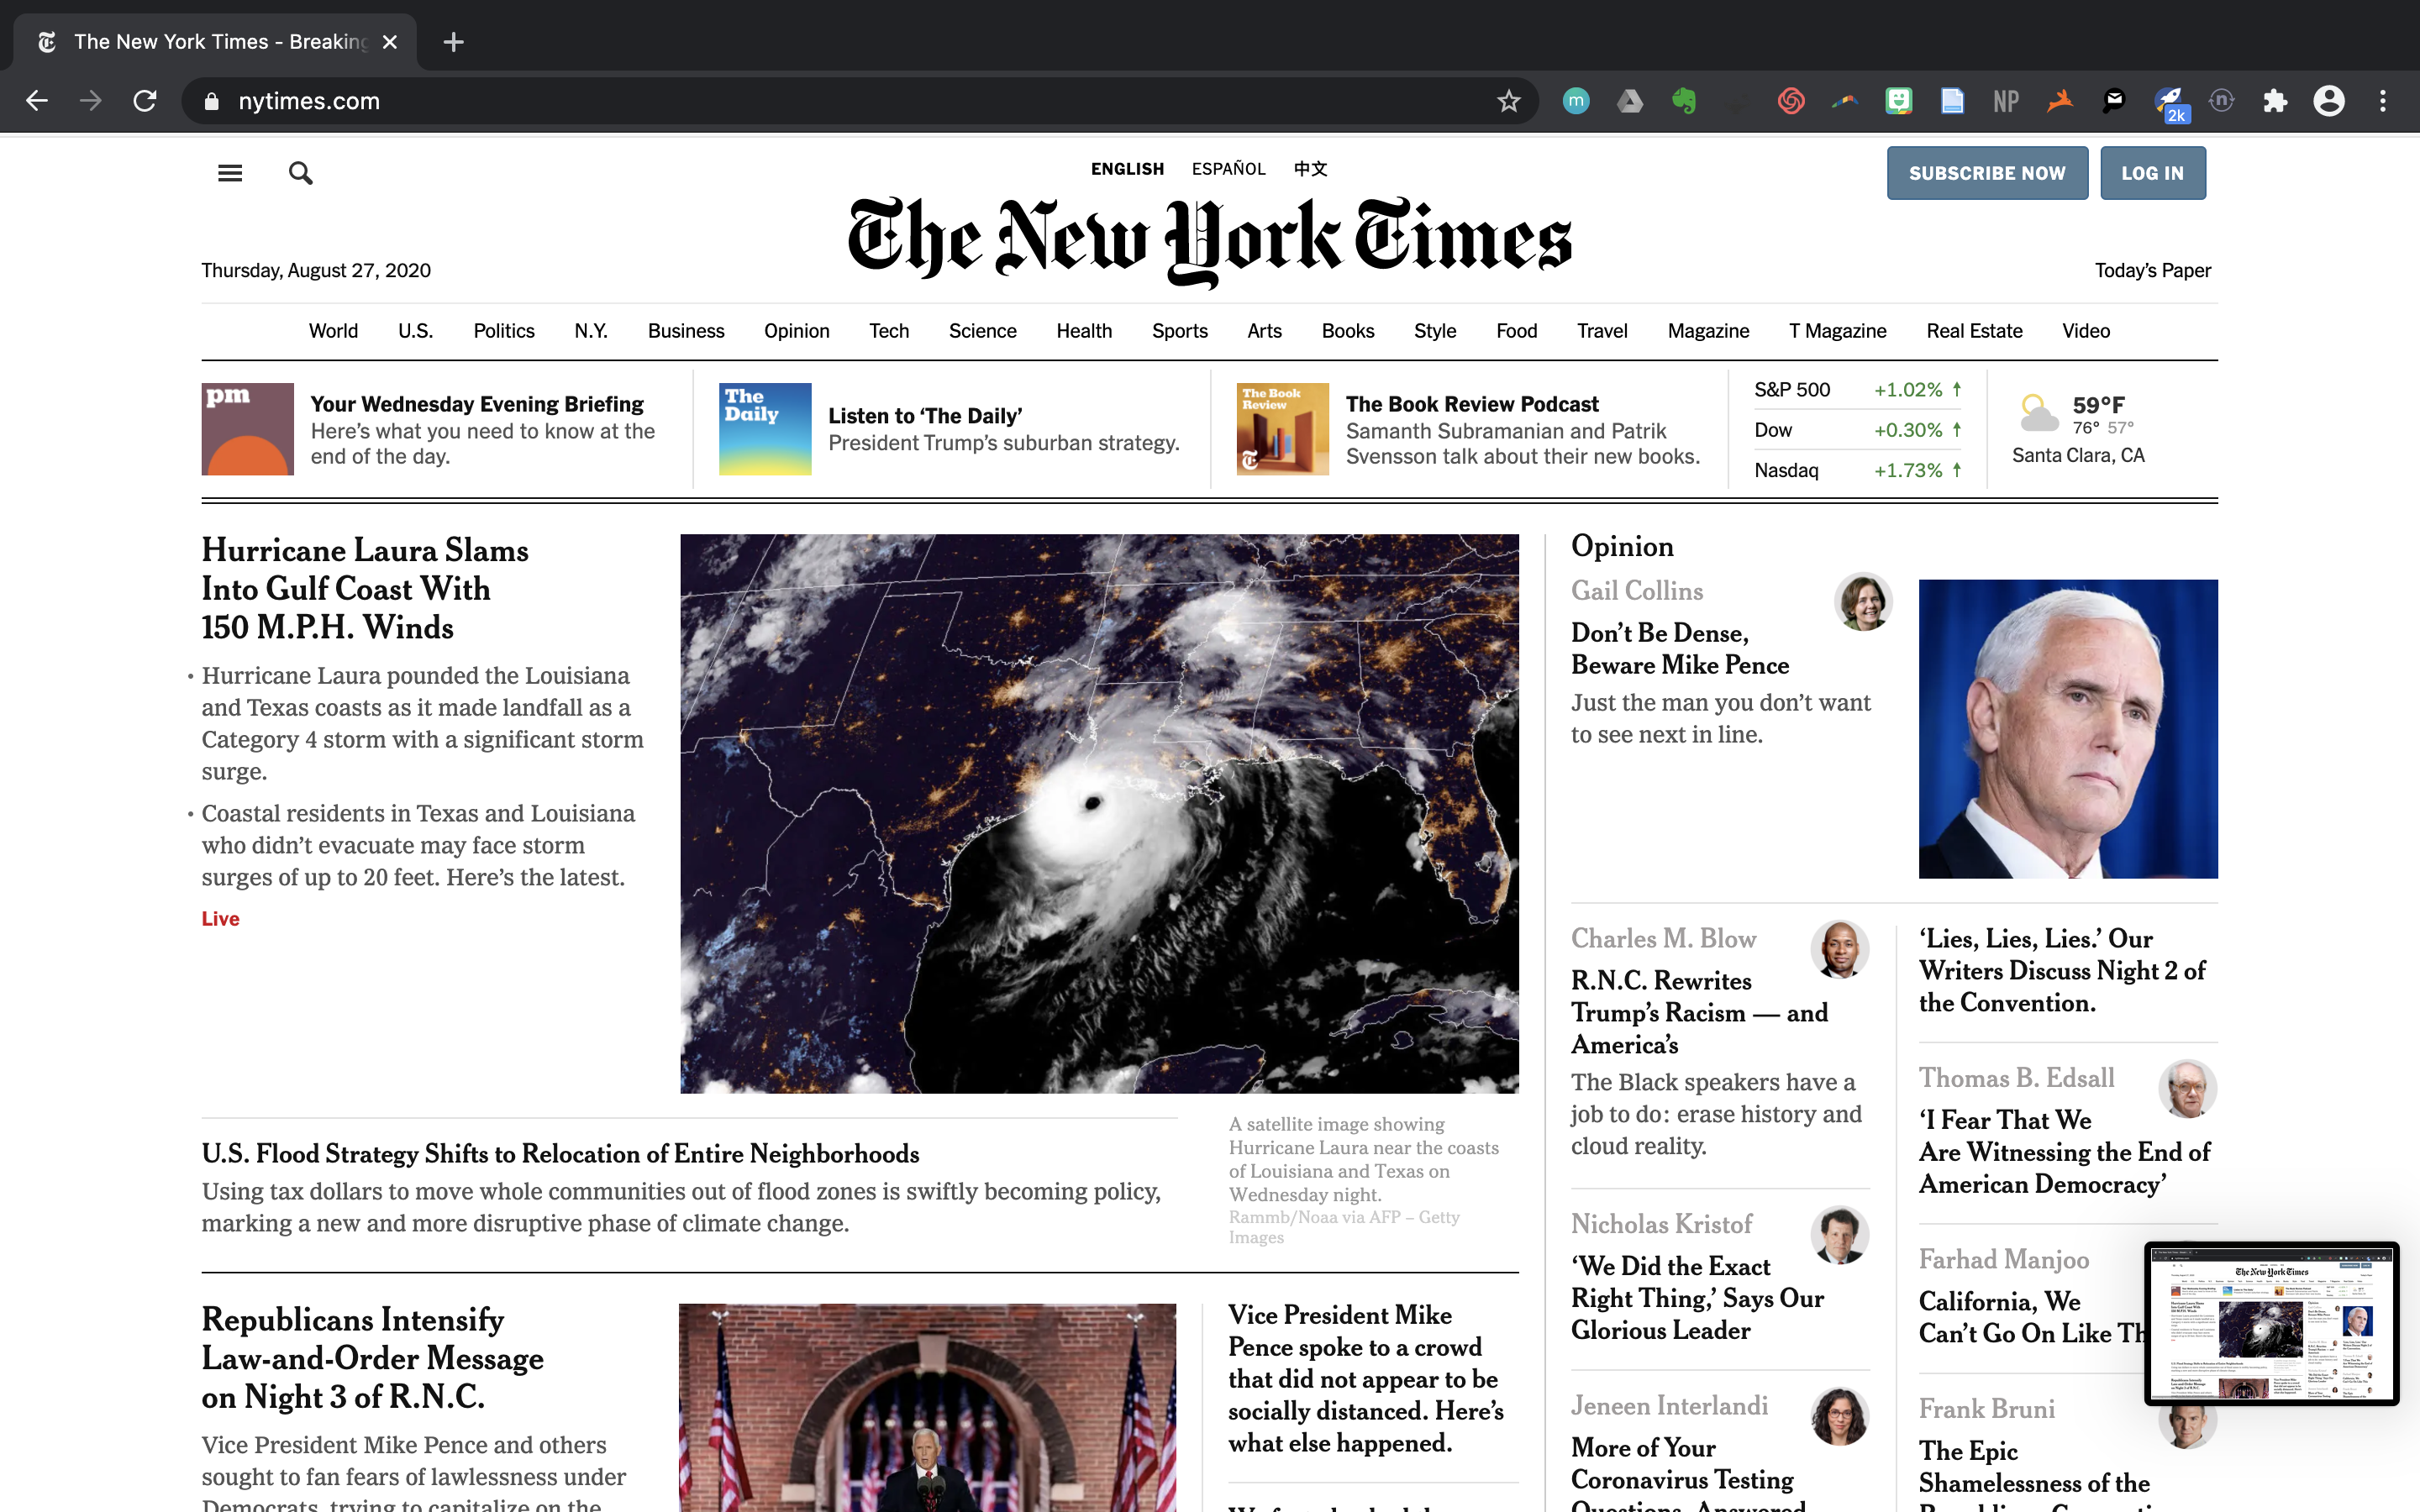 The New York Times - Breaking
nytimes.com
m
NP
2k
n
ENGLISH ESPAÑOL 中文
SUBSCRIBE NOW LOG IN
The New York Times
Thursday, August 27, 2020
Today's Paper
World U.S. Politics N.Y. Business Opinion Tech Science Health Sports Arts Books Style Food Travel Magazine T Magazine Real Estate Video
pm
Your Wednesday Evening Briefing
Here's what you need to know at the
end of the day.
The
Daily
Listen to ‘The Daily’
President Trump's suburban strategy.
The Book
Review
The Book Review Podcast
Samanth Subramanian and Patrik
Svensson talk about their new books.
S&P 500 +1.02% ↑
Dow +0.30% ↑
Nasdaq +1.73% ↑
59°F
76° 57°
Santa Clara, CA
Hurricane Laura Slams
Into Gulf Coast With
150 M.P.H. Winds
• Hurricane Laura pounded the Louisiana
and Texas coasts as it made landfall as a
Category 4 storm with a significant storm
surge.
• Coastal residents in Texas and Louisiana
who didn't evacuate may face storm
surges of up to 20 feet. Here's the latest.
Live
U.S. Flood Strategy Shifts to Relocation of Entire Neighborhoods
Using tax dollars to move whole communities out of flood zones is swiftly becoming policy,
marking a new and more disruptive phase of climate change.
A satellite image showing
Hurricane Laura near the coasts
of Louisiana and Texas on
Wednesday night.
Rammb/Noaa via AFP – Getty
Images
Republicans Intensify
Law-and-Order Message
on Night 3 of R.N.C.
Vice President Mike Pence and others
sought to fan fears of lawlessness under
Democrats, trying to capitalize on the
Vice President Mike
Pence spoke to a crowd
that did not appear to be
socially distanced. Here's
what else happened.
Opinion
Gail Collins
Don't Be Dense,
Beware Mike Pence
Just the man you don't want
to see next in line.
Charles M. Blow
R.N.C. Rewrites
Trump's Racism — and
America's
The Black speakers have a
job to do: erase history and
cloud reality.
Nicholas Kristof
‘We Did the Exact
Right Thing,’ Says Our
Glorious Leader
Jeneen Interlandi
More of Your
Coronavirus Testing
Questions, Answered
‘Lies, Lies, Lies.’ Our
Writers Discuss Night 2 of
the Convention.
Thomas B. Edsall
‘I Fear That We
Are Witnessing the End of
American Democracy’
Farhad Manjoo
California, We
Can't Go On Like Th
Frank Bruni
The Epic
Shamelessness of the
The New York Times